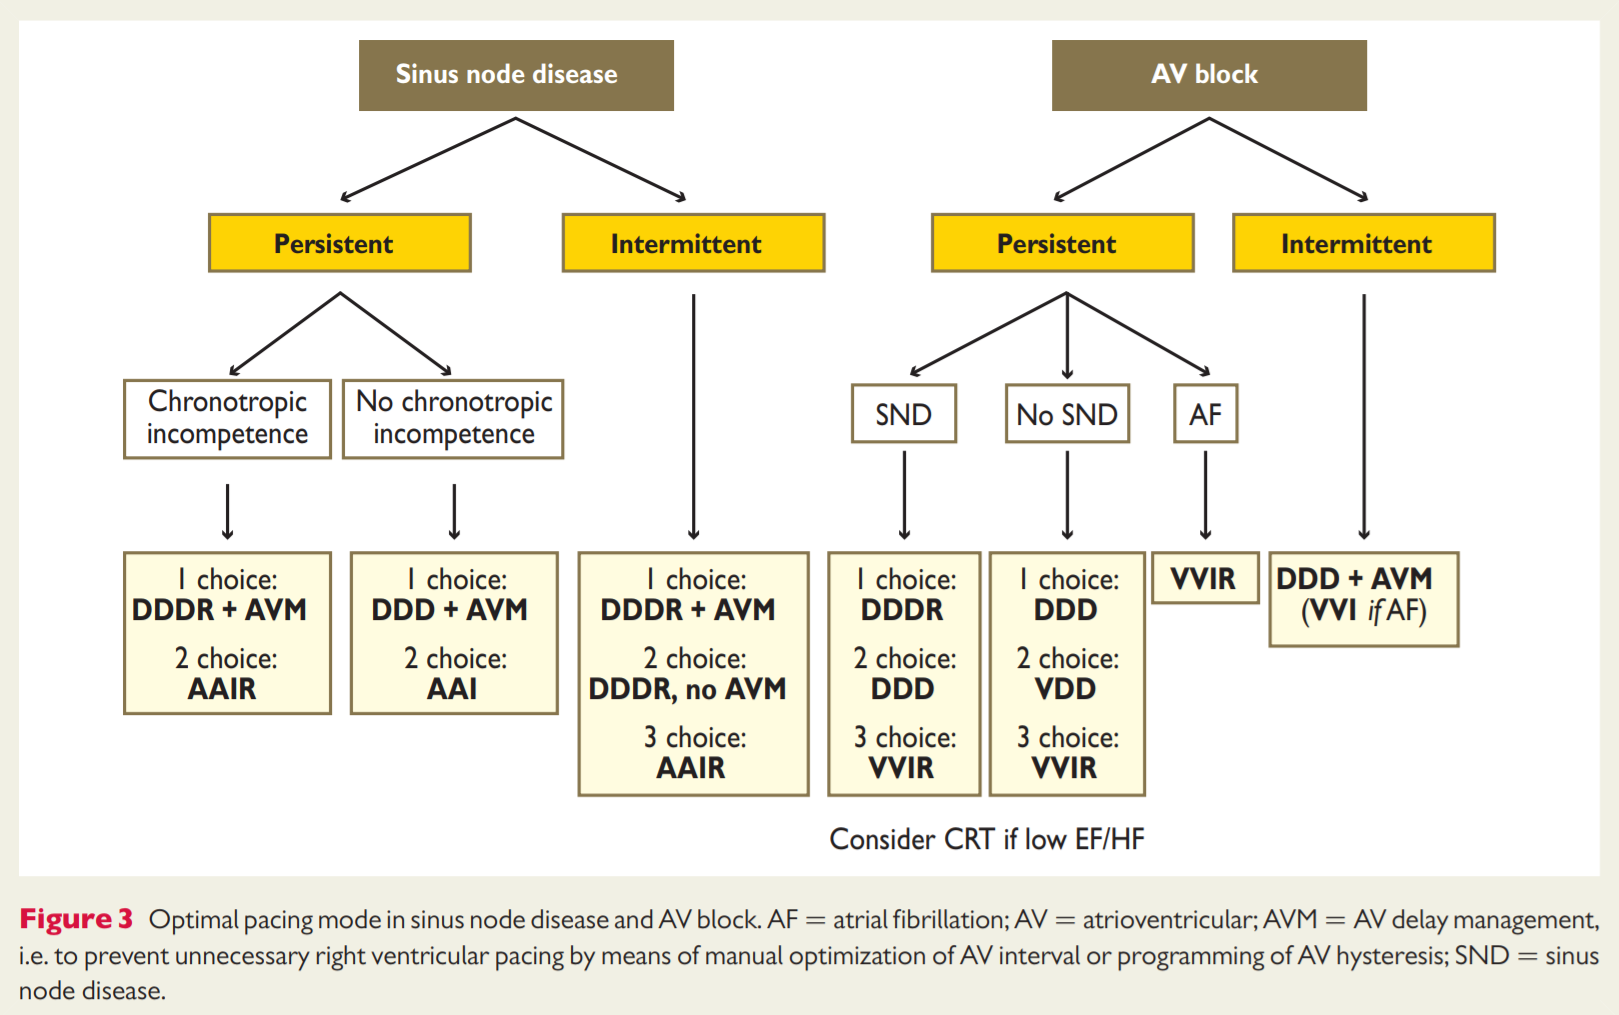 Sinus node disease
AV block
Persistent
Intermittent
Persistent
Intermittent
Chronotropic
incompetence
No chronotropic
incompetence
SND
No SND
AF
1 choice:
DDDR + AVM
2 choice:
AAIR
1 choice:
DDD + AVM
2 choice:
AAI
1 choice:
DDDR + AVM
2 choice:
DDDR, no AVM
3 choice:
AAIR
1 choice:
DDDR
2 choice:
DDD
3 choice:
VVIR
1 choice:
DDD
2 choice:
VDD
3 choice:
VVIR
VVIR
DDD + AVM
(VVI if AF)
Consider CRT if low EF/HF
Figure 3 Optimal pacing mode in sinus node disease and AV block. AF = atrial fibrillation; AV = atrioventricular; AVM = AV delay management,
i.e. to prevent unnecessary right ventricular pacing by means of manual optimization of AV interval or programming of AV hysteresis; SND = sinus
node disease.